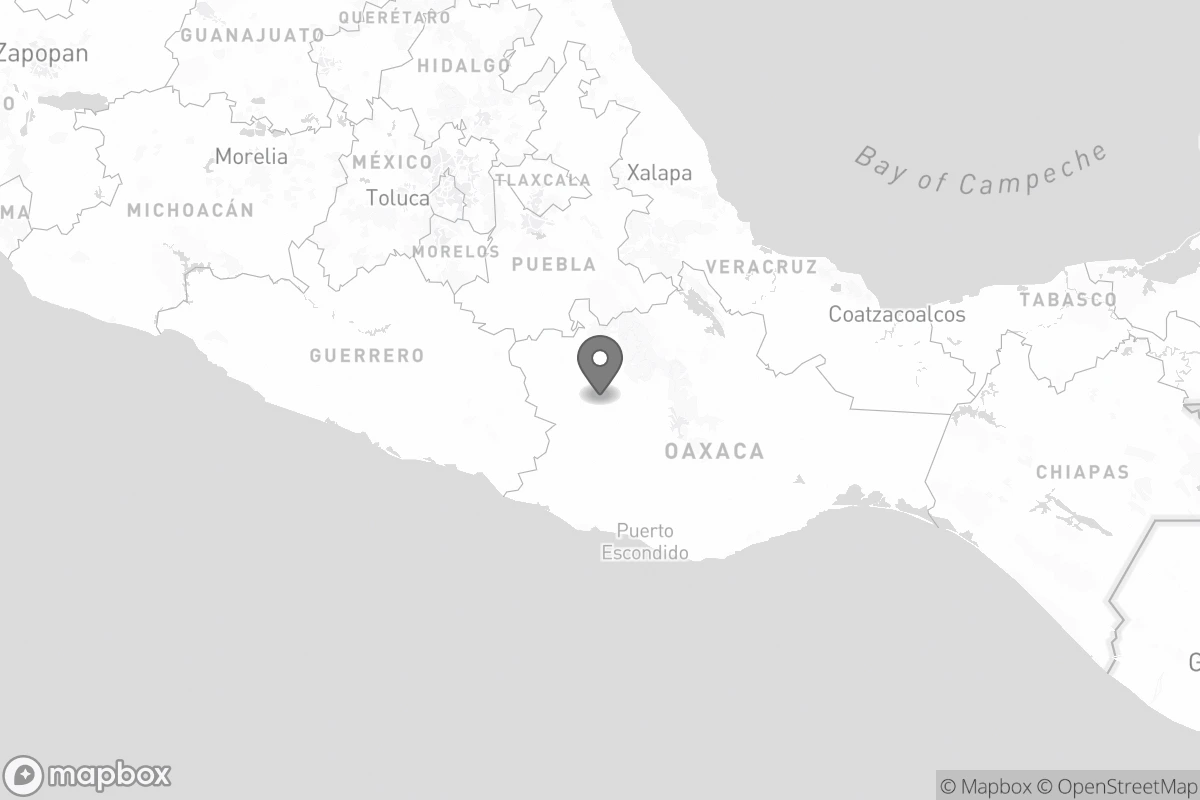 QUERÉTARO
GUANAJUATO
Zapopan
HIDALGO
O
Morelia
MÉXICO
Xalapa
Bay of Campeche
TLAXCALA
Toluca
MA
MICHOACÁN
MORELOS
PUEBLA
VERACRUZ
TABASCO
Coatzacoalcos
GUERRERO
OAXACA
CHIAPAS
Puerto
Escondido
G
mapbox
© Mapbox © OpenStreetMap